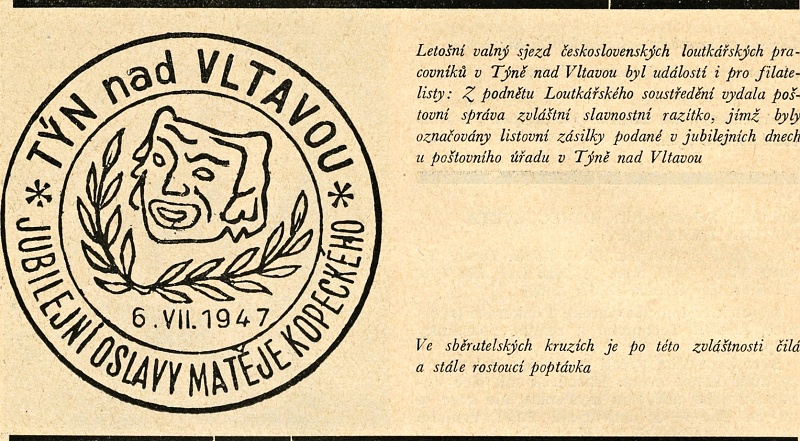 TÝN nad VLTAVOU
* JUBILEJNÍ OSLAVY MATĚJE KOPECKÉHO *
6. VII. 1947
Letošní valný sjezd československých loutkářských pra-
covníků v Týně nad Vltavou byl událostí i pro filate-
listy: Z podnětu Loutkářského soustředění vydala poš-
tovní správa zvláštní slavnostní razítko, jímž byly
označovány listovní zásilky podané v jubilejních dnech
u poštovního úřadu v Týně nad Vltavou
Ve sběratelských kruzích je po této zvláštnosti čilá
a stále rostoucí poptávka